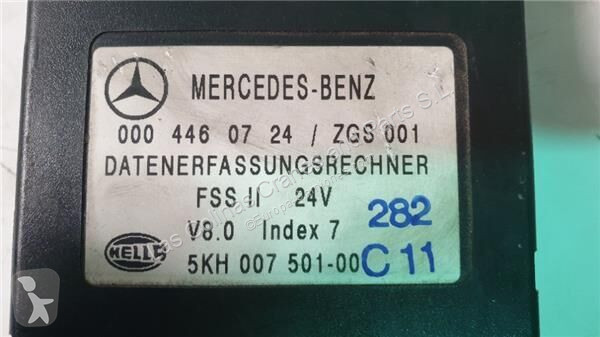 MERCEDES-BENZ
000 446 07 24 / ZGS 001
DATENERFASSUNGSRECHNER
FSS II 24V
282
V8.0 Index 7
HELLA
5KH 007 501-00
C 11